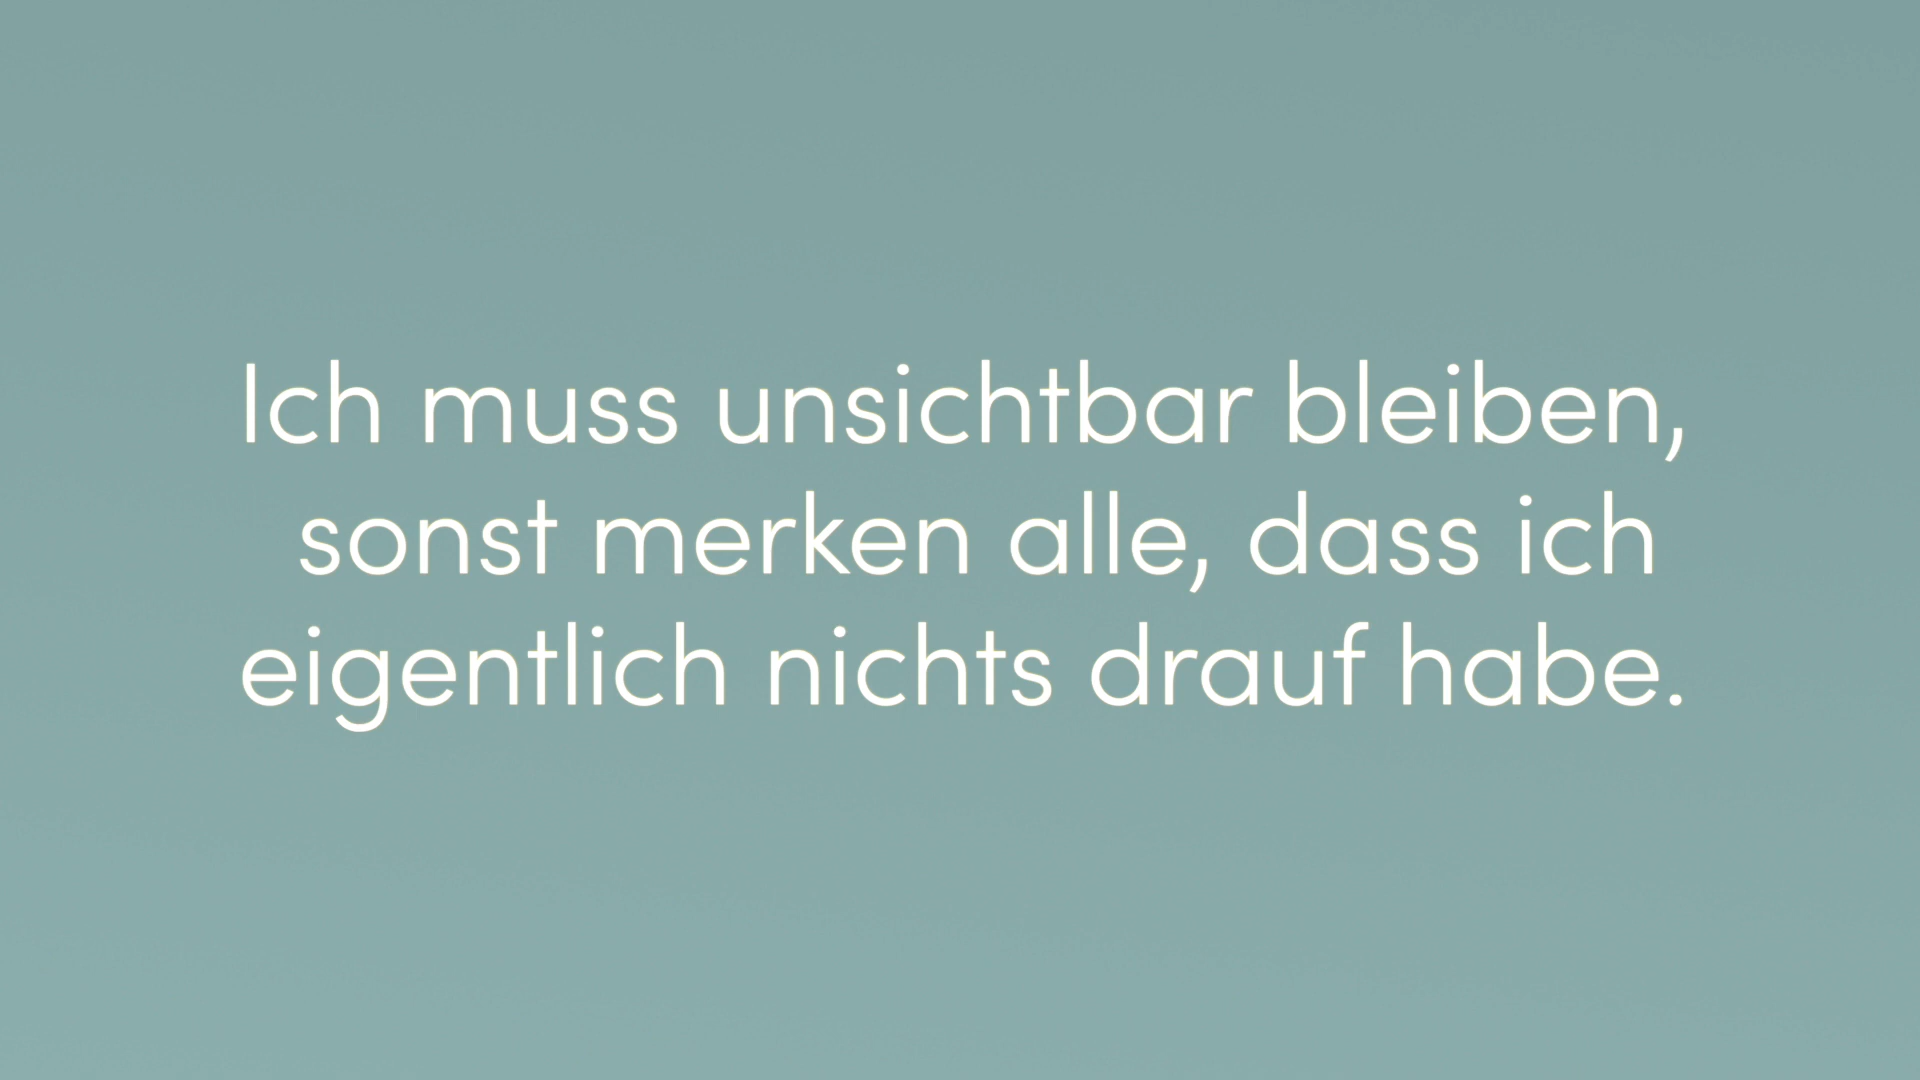 Ich muss unsichtbar bleiben,
sonst merken alle, dass ich
eigentlich nichts drauf habe.